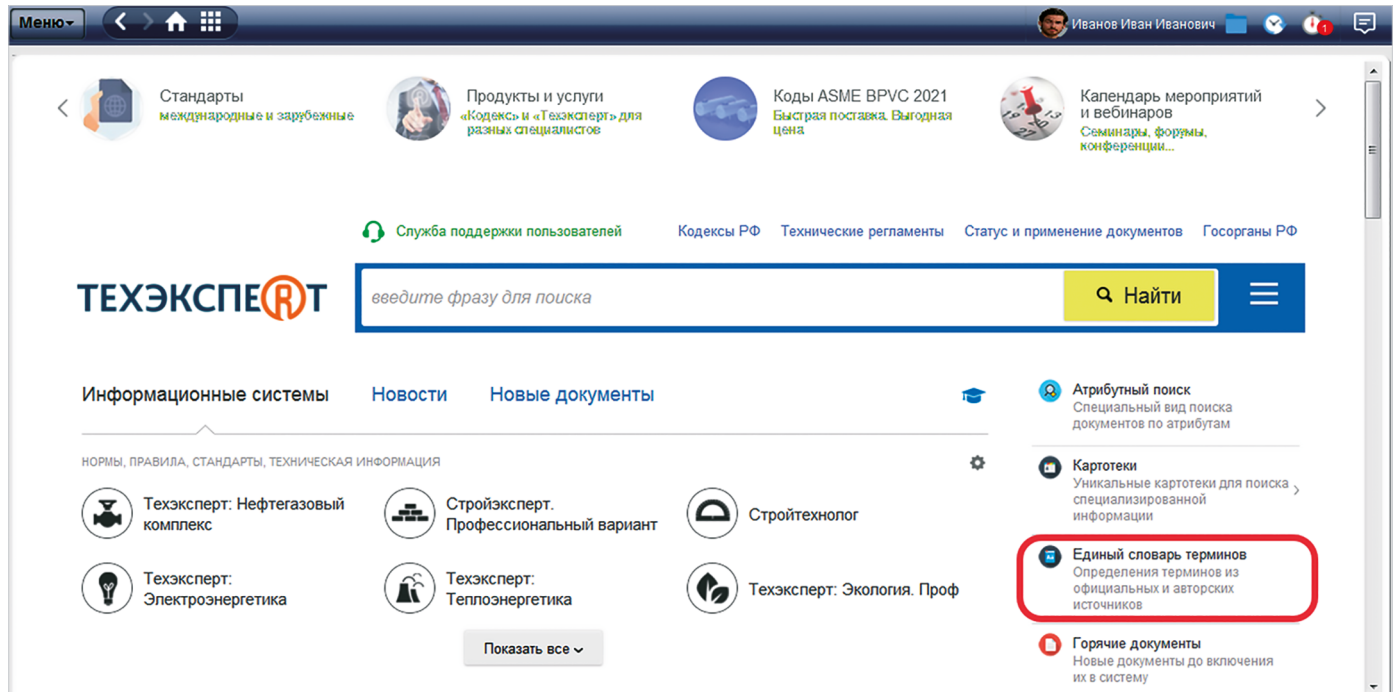 Меню
Иванов Иван Иванович
1
Стандарты
международные и зарубежные
Продукты и услуги
«Кодекс» и «Техэксперт» для
разных специалистов
Коды ASME BPVC 2021
Быстрая поставка. Выгодная
цена
Календарь мероприятий
и вебинаров
Семинары, форумы,
конференции...
Служба поддержки пользователей
Кодексы РФ
Технические регламенты
Статус и применение документов
Госорганы РФ
ТЕХЭКСПЕRТ
введите фразу для поиска
Найти
Информационные системы
Новости
Новые документы
НОРМЫ, ПРАВИЛА, СТАНДАРТЫ, ТЕХНИЧЕСКАЯ ИНФОРМАЦИЯ
Техэксперт: Нефтегазовый
комплекс
Стройэксперт.
Профессиональный вариант
Стройтехнолог
Техэксперт:
Электроэнергетика
Техэксперт:
Теплоэнергетика
Техэксперт: Экология. Проф
Показать все
Атрибутный поиск
Специальный вид поиска
документов по атрибутам
Картотеки
Уникальные картотеки для поиска
специализированной
информации
Единый словарь терминов
Определения терминов из
официальных и авторских
источников
Горячие документы
Новые документы до включения
их в систему